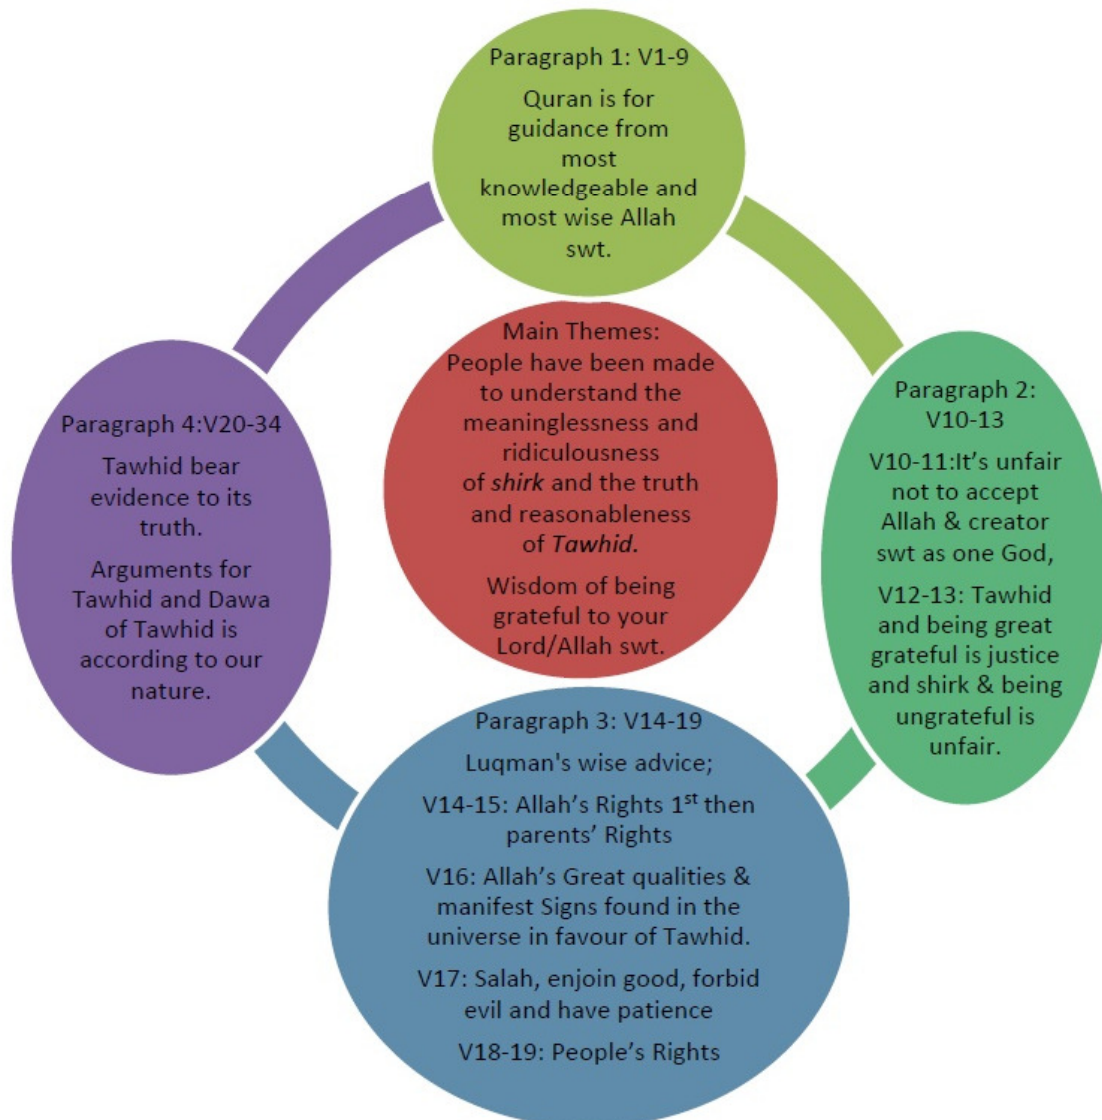 Paragraph 1: V1-9
Quran is for
guidance from
most
knowledgeable and
most wise Allah
swt.
Main Themes:
People have been made
to understand the
meaninglessness and
ridiculousness
of shirk and the truth
and reasonableness
of Tawhid.
Wisdom of being
grateful to your
Lord/Allah swt.
Paragraph 2:
V10-13
V10-11:It’s unfair
not to accept
Allah & creator
swt as one God,
V12-13: Tawhid
and being great
grateful is justice
and shirk & being
ungrateful is
unfair.
Paragraph 3: V14-19
Luqman's wise advice;
V14-15: Allah’s Rights 1st then
parents’ Rights
V16: Allah’s Great qualities &
manifest Signs found in the
universe in favour of Tawhid.
V17: Salah, enjoin good, forbid
evil and have patience
V18-19: People’s Rights
Paragraph 4:V20-34
Tawhid bear
evidence to its
truth.
Arguments for
Tawhid and Dawa
of Tawhid is
according to our
nature.